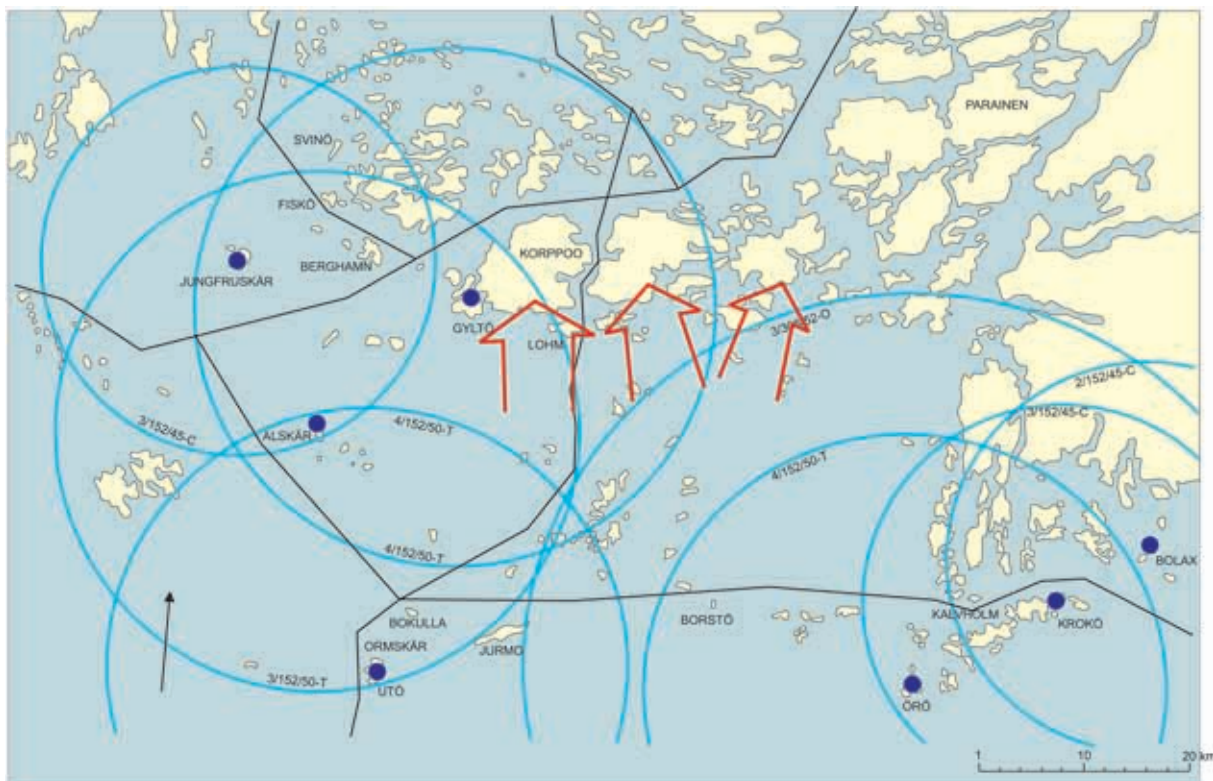 PARAINEN
SVINÖ
FISKÖ
KORPPOO
BERGHAMN
JUNGFRUSKÄR
GYLTÖ
LOHM
3/152/45-C
ALSKÄR
4/152/50-T
2/152/45-C
3/152/45-C
4/152/50-T
4/152/50-T
BOLAX
BOKULLA
BORSTÖ
KALVHOLM
KROKÖ
ORMSKÄR
JURMO
3/152/50-T
UTÖ
ÖRÖ
1 10 20 km